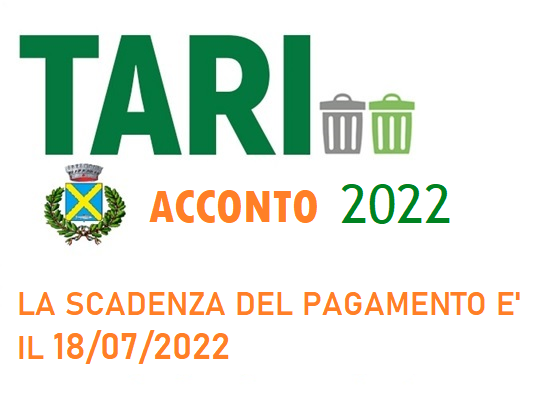 TARI
ACCONTO 2022
LA SCADENZA DEL PAGAMENTO E'
IL 18/07/2022